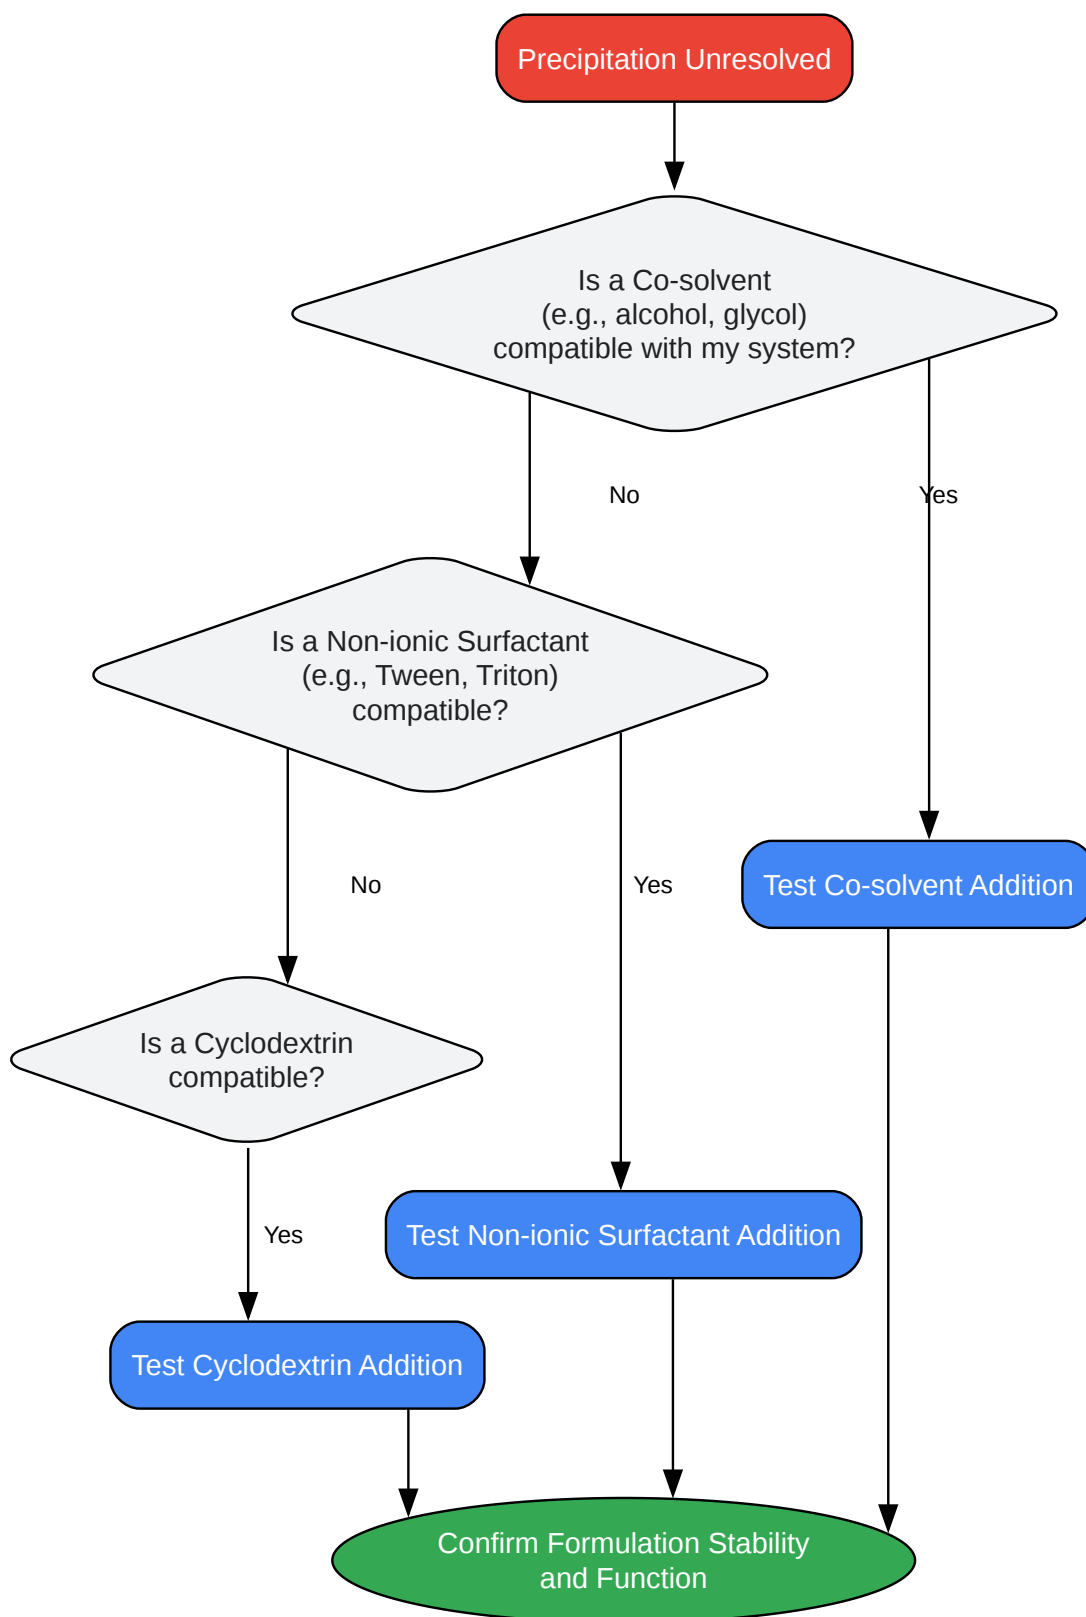 Precipitation Unresolved
Is a Co-solvent
(e.g., alcohol, glycol)
compatible with my system?
No
Yes
Is a Non-ionic Surfactant
(e.g., Tween, Triton)
compatible?
No
Yes
Test Co-solvent Addition
Is a Cyclodextrin
compatible?
Yes
Test Non-ionic Surfactant Addition
Test Cyclodextrin Addition
Confirm Formulation Stability
and Function